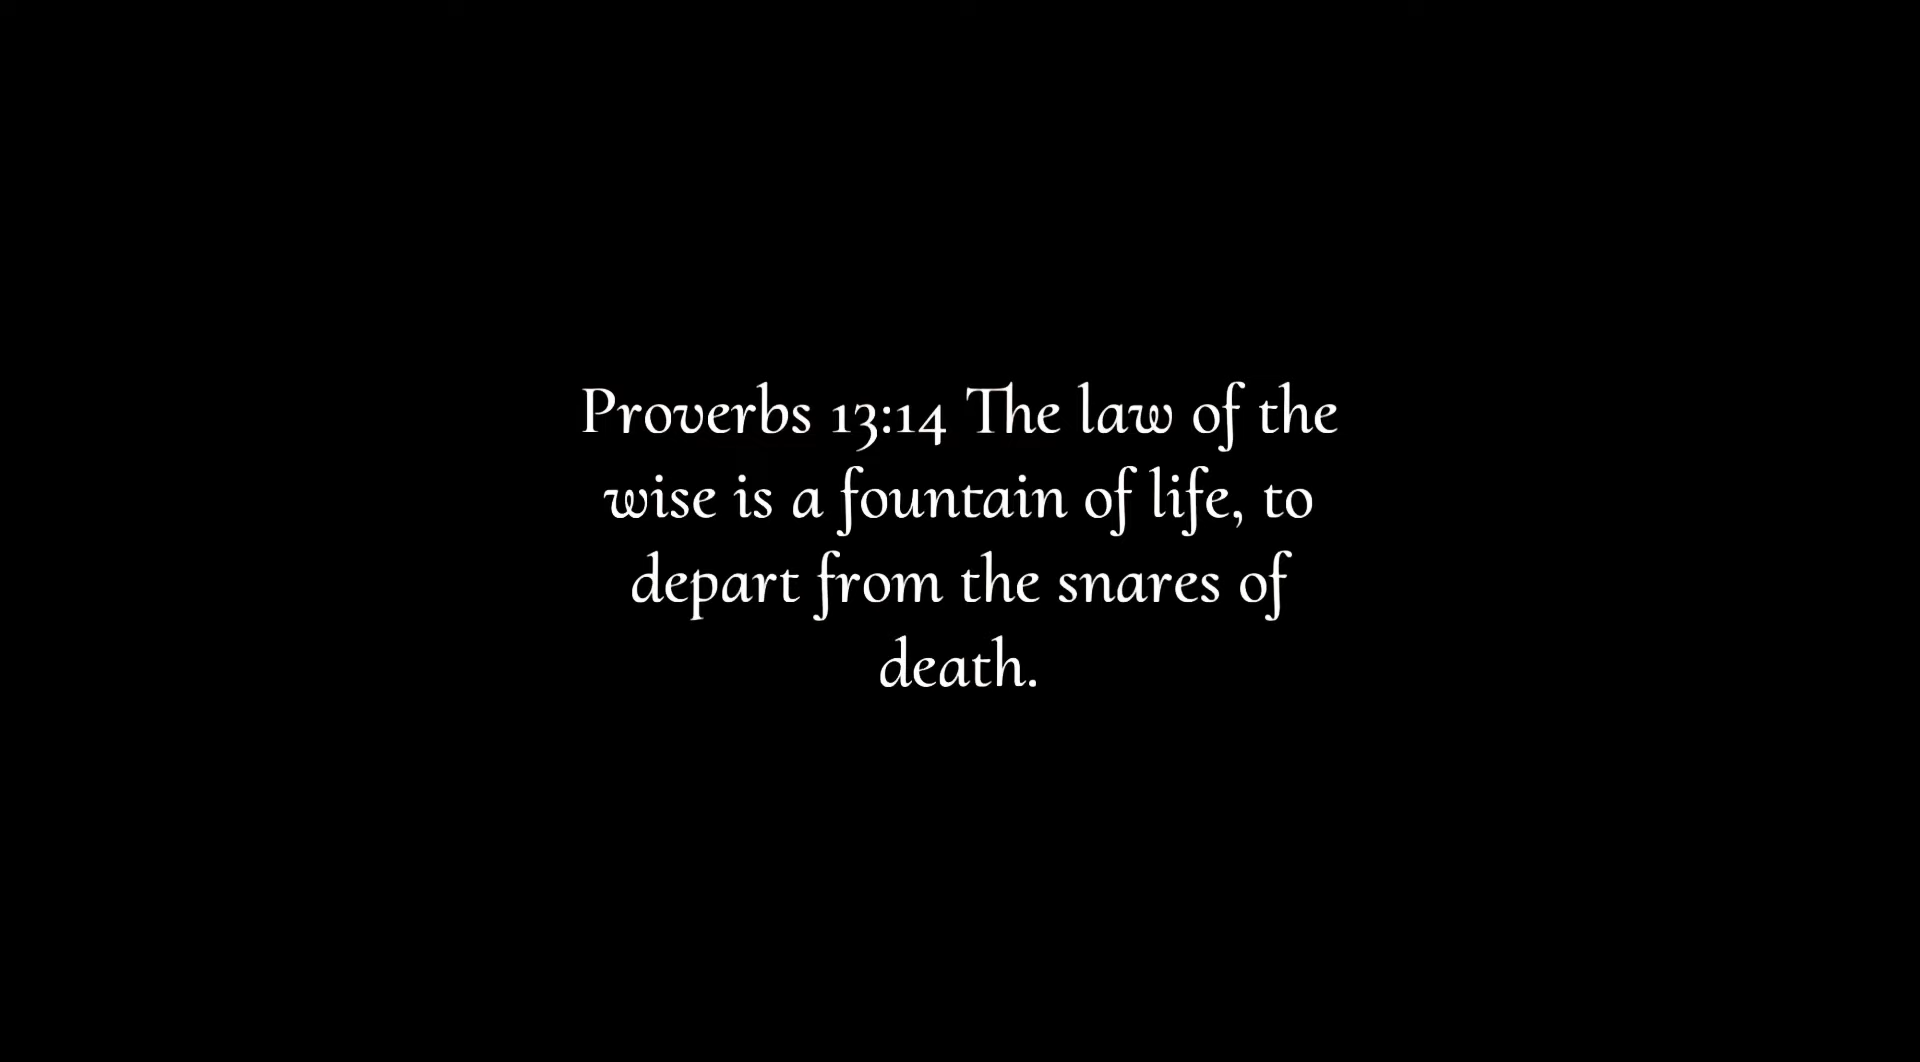 Proverbs 13:14 The law of the
wise is a fountain of life, to
depart from the snares of
death.